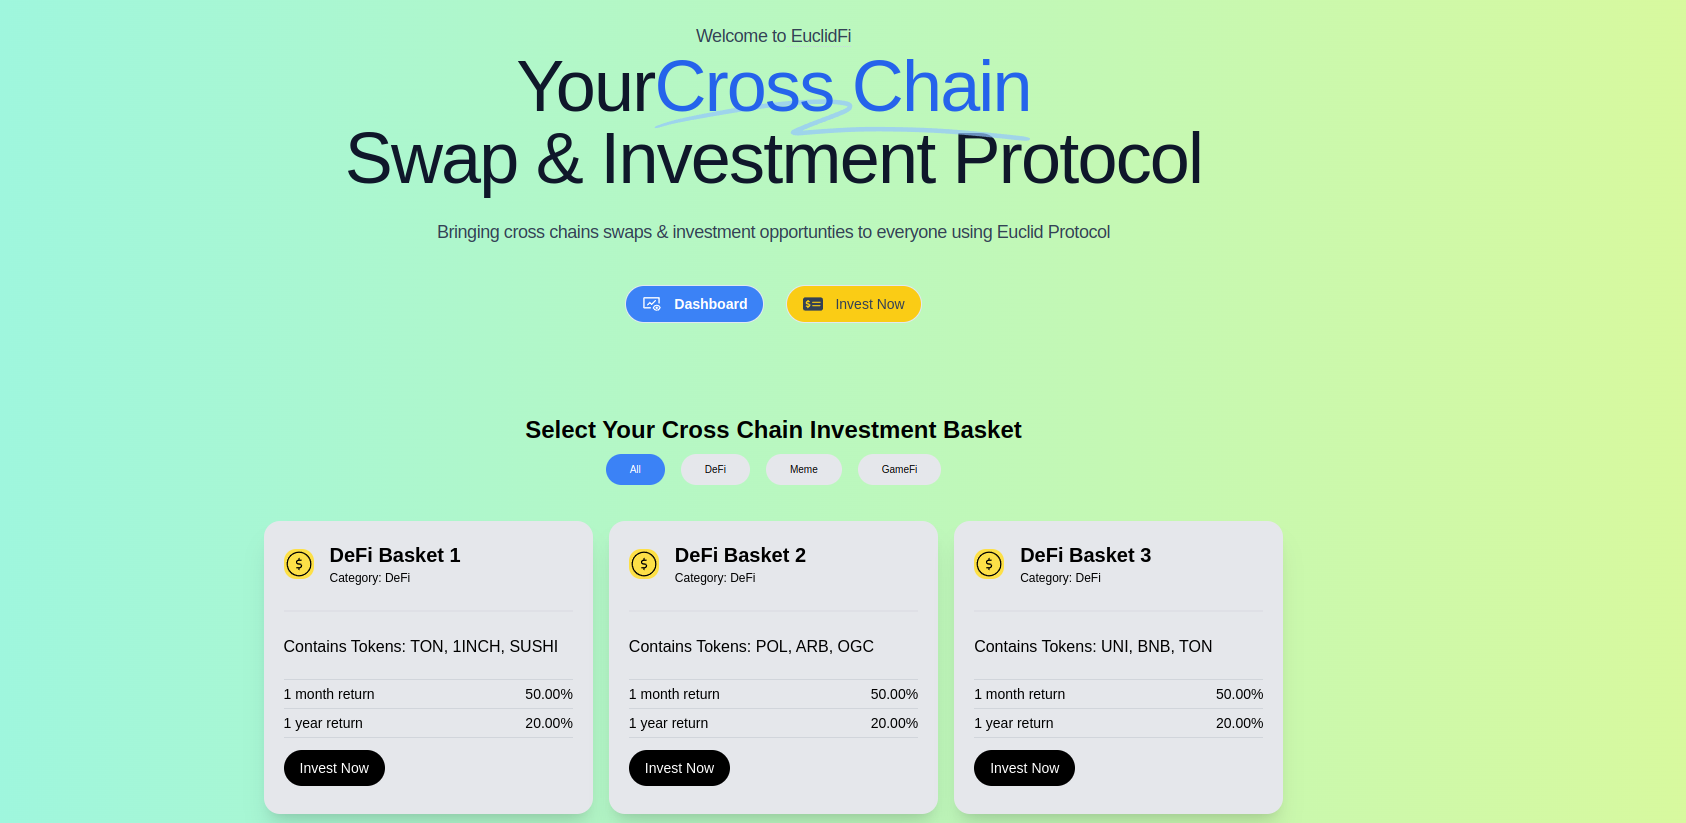 Welcome to EuclidFi
Your Cross Chain
Swap & Investment Protocol
Bringing cross chains swaps & investment opportunties to everyone using Euclid Protocol
Dashboard
Invest Now
Select Your Cross Chain Investment Basket
All
DeFi
Meme
GameFi
DeFi Basket 1
Category: DeFi
Contains Tokens: TON, 1INCH, SUSHI
1 month return 50.00%
1 year return 20.00%
Invest Now
DeFi Basket 2
Category: DeFi
Contains Tokens: POL, ARB, OGC
1 month return 50.00%
1 year return 20.00%
Invest Now
DeFi Basket 3
Category: DeFi
Contains Tokens: UNI, BNB, TON
1 month return 50.00%
1 year return 20.00%
Invest Now